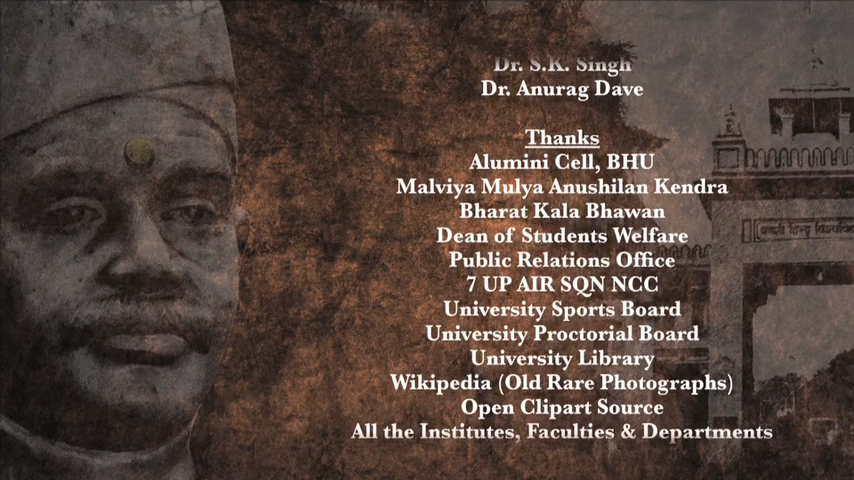 Dr. S.K. Singh
Dr. Anurag Dave
Thanks
Alumini Cell, BHU
Malviya Mulya Anushilan Kendra
Bharat Kala Bhawan
Dean of Students Welfare
Public Relations Office
7 UP AIR SQN NCC
University Sports Board
University Proctorial Board
University Library
Wikipedia (Old Rare Photographs)
Open Clipart Source
All the Institutes, Faculties & Departments
हिन्दू